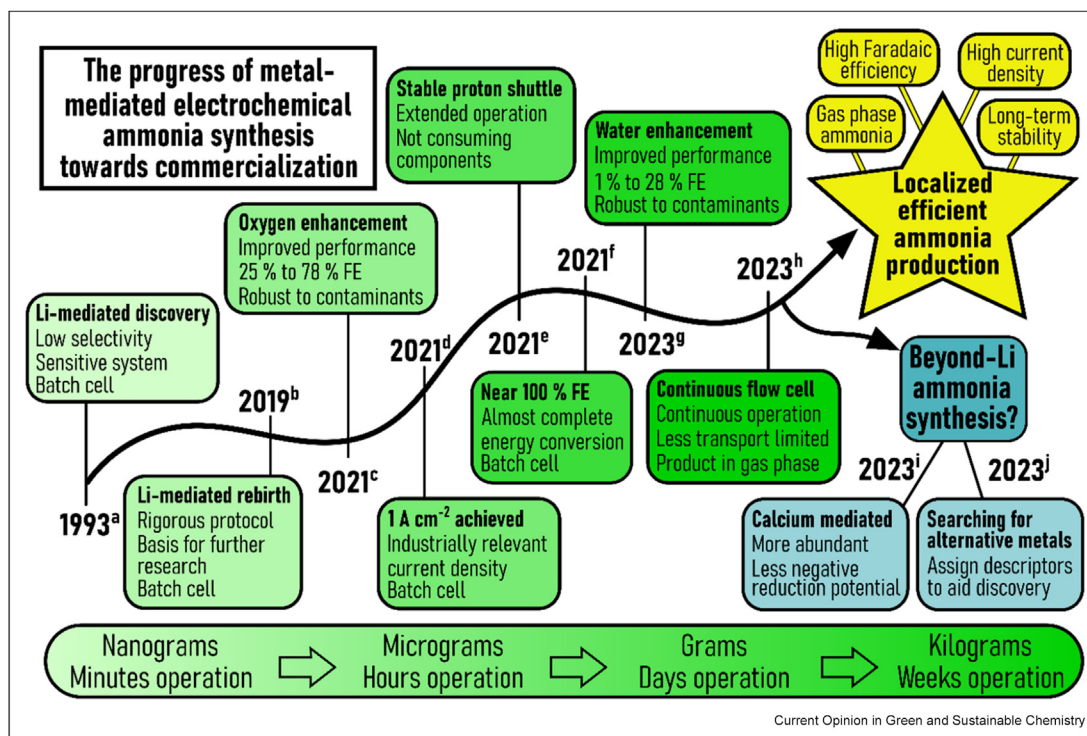 The progress of metal-
mediated electrochemical
ammonia synthesis
towards commercialization
Li-mediated discovery
Low selectivity
Sensitive system
Batch cell
1993ᵃ
2019ᵇ
Li-mediated rebirth
Rigorous protocol
Basis for further
research
Batch cell
Oxygen enhancement
Improved performance
25 % to 78 % FE
Robust to contaminants
2021ᶜ
2021ᵈ
1 A cm⁻² achieved
Industrially relevant
current density
Batch cell
Stable proton shuttle
Extended operation
Not consuming
components
2021ᵉ
2021ᶠ
Near 100 % FE
Almost complete
energy conversion
Batch cell
Water enhancement
Improved performance
1 % to 28 % FE
Robust to contaminants
2023ᵍ
2023ʰ
Continuous flow cell
Continuous operation
Less transport limited
Product in gas phase
High Faradaic
efficiency
High current
density
Gas phase
ammonia
Long-term
stability
Localized
efficient
ammonia
production
Beyond-Li
ammonia
synthesis?
2023ⁱ
2023ʲ
Calcium mediated
More abundant
Less negative
reduction potential
Searching for
alternative metals
Assign descriptors
to aid discovery
Nanograms
Minutes operation
Micrograms
Hours operation
Grams
Days operation
Kilograms
Weeks operation
Current Opinion in Green and Sustainable Chemistry